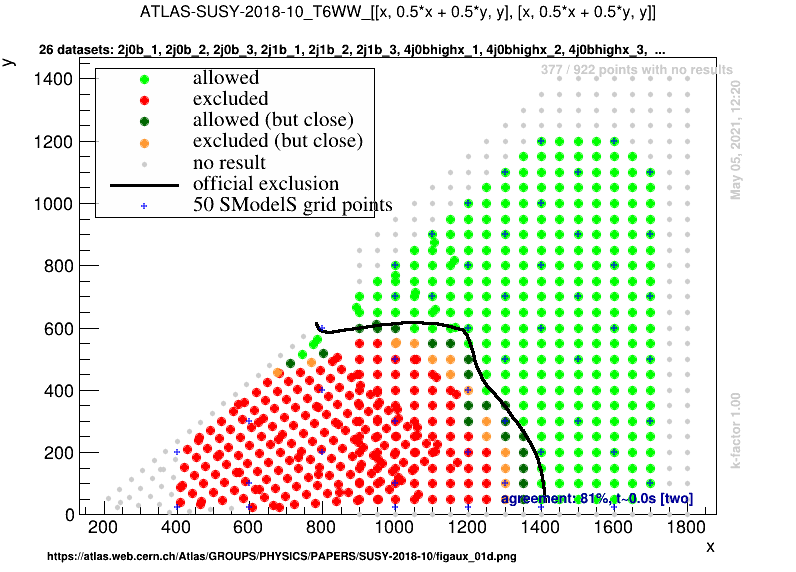 ATLAS-SUSY-2018-10_T6WW_[[x, 0.5*x + 0.5*y, y], [x, 0.5*x + 0.5*y, y]]
26 datasets: 2j0b_1, 2j0b_2, 2j0b_3, 2j1b_1, 2j1b_2, 2j1b_3, 4j0bhighx_1, 4j0bhighx_2, 4j0bhighx_3, ...
y
377 / 922 points with no results
allowed
excluded
allowed (but close)
excluded (but close)
no result
official exclusion
50 SModelS grid points
May 05, 2021, 12:20
k-factor 1.00
1400
1200
1000
800
600
400
200
0
agreement: 81%, t~0.0s [two]
200 400 600 800 1000 1200 1400 1600 1800
x
https://atlas.web.cern.ch/Atlas/GROUPS/PHYSICS/PAPERS/SUSY-2018-10/figaux_01d.png